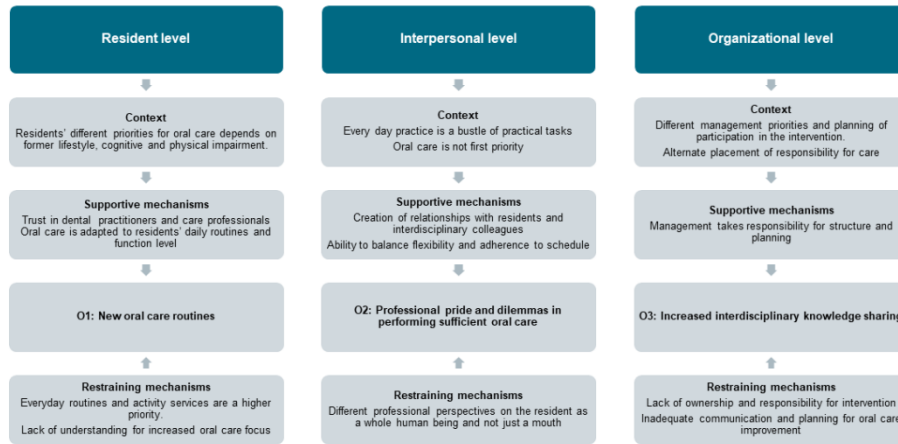 Resident level
Context
Residents' different priorities for oral care depends on
former lifestyle, cognitive and physical impairment.
Supportive mechanisms
Trust in dental practitioners and care professionals
Oral care is adapted to residents' daily routines and
function level
O1: New oral care routines
Restraining mechanisms
Everyday routines and activity services are a higher
priority.
Lack of understanding for increased oral care focus
Interpersonal level
Context
Every day practice is a bustle of practical tasks
Oral care is not first priority
Supportive mechanisms
Creation of relationships with residents and
interdisciplinary colleagues
Ability to balance flexibility and adherence to schedule
O2: Professional pride and dilemmas in
performing sufficient oral care
Restraining mechanisms
Different professional perspectives on the resident as
a whole human being and not just a mouth
Organizational level
Context
Different management priorities and planning of
participation in the intervention.
Alternate placement of responsibility for care
Supportive mechanisms
Management takes responsibility for structure and
planning
O3: Increased interdisciplinary knowledge sharing
Restraining mechanisms
Lack of ownership and responsibility for intervention
Inadequate communication and planning for oral care
improvement